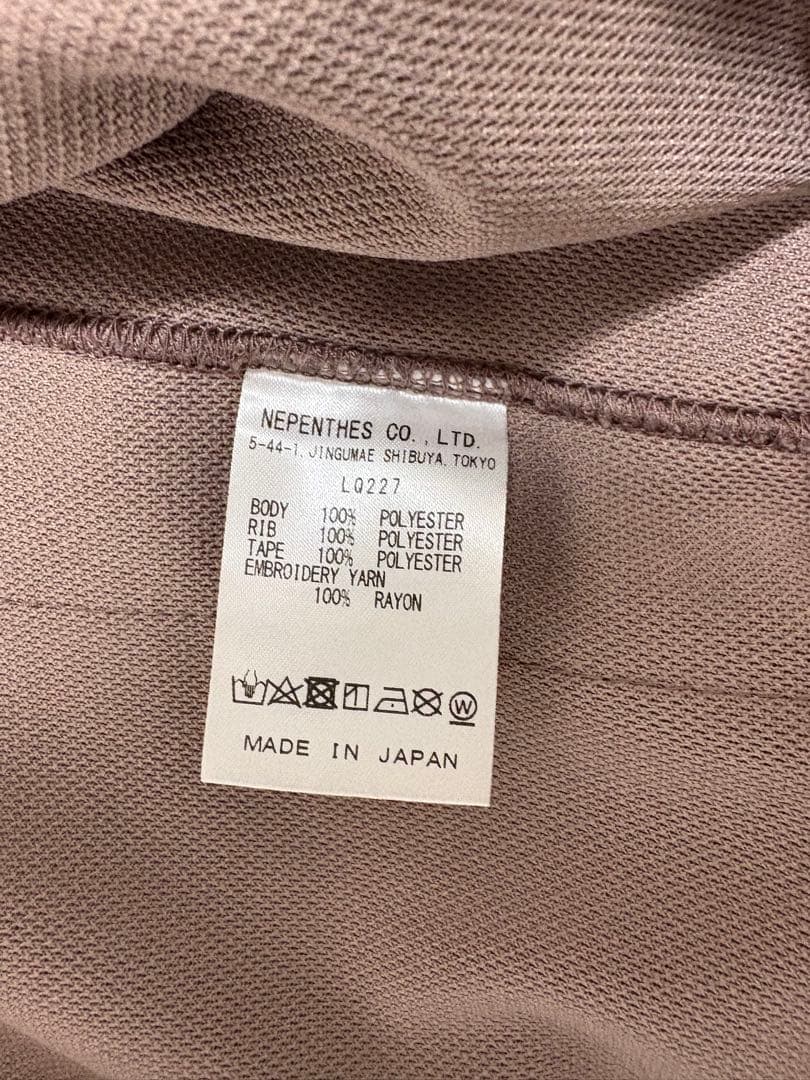 NEPENTHES CO.,LTD.
5-44-1, JINGUMAE SHIBUYA, TOKYO
LQ227
BODY 100% POLYESTER
RIB 100% POLYESTER
TAPE 100% POLYESTER
EMBROIDERY YARN
100% RAYON
W
MADE IN JAPAN